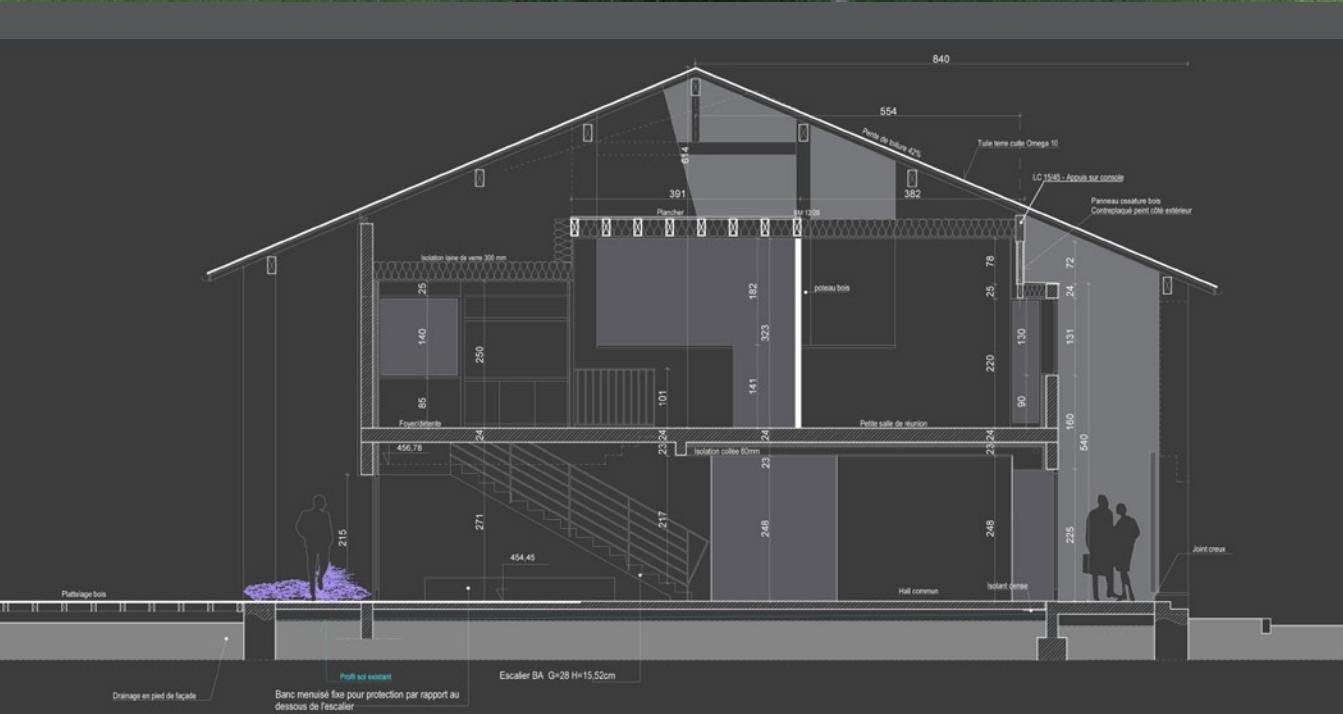 840
554
Pente de toiture 42%
Tuile terre cuite Omega 10
614
LC 15/45 - Appuis sur console
391
382
Panneau ossature bois
Contreplaqué peint côté extérieur
Plancher
BM 12/28
Isolation laine de verre 300 mm
78
72
25
182
poteau bois
25
24
140
250
323
130
131
220
85
101
141
90
160
540
Foyer/détente
Petite salle de réunion
24
24
24
24
456,78
23
Isolation collée 80mm
23
23
215
271
217
248
248
225
454,45
Joint creux
Plattelage bois
Hall commun
Isolant dense
Profil sol existant
Escalier BA G=28 H=15,52cm
Drainage en pied de façade
Banc menuisé fixe pour protection par rapport au
dessous de l'escalier